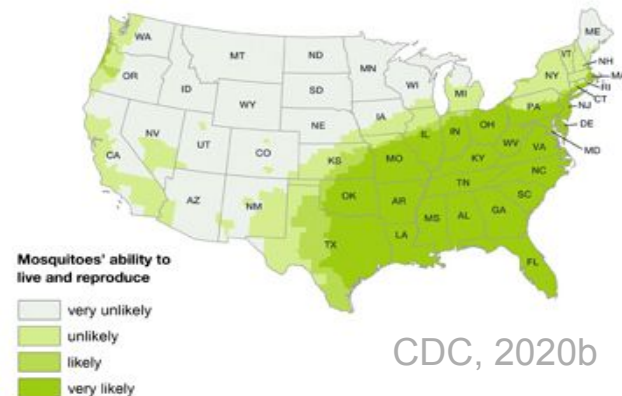 WA
ME
MT
ND
VT
MN
NH
OR
MA
ID
SD
WI
NY
RI
WY
MI
CT
IA
PA
NJ
NE
NV
OH
IL
IN
DE
UT
CO
WV
CA
KS
MO
VA
MD
KY
NC
TN
AZ
OK
NM
AR
SC
MS
AL
GA
TX
LA
FL
Mosquitoes' ability to
live and reproduce
very unlikely
unlikely
likely
very likely
CDC, 2020b